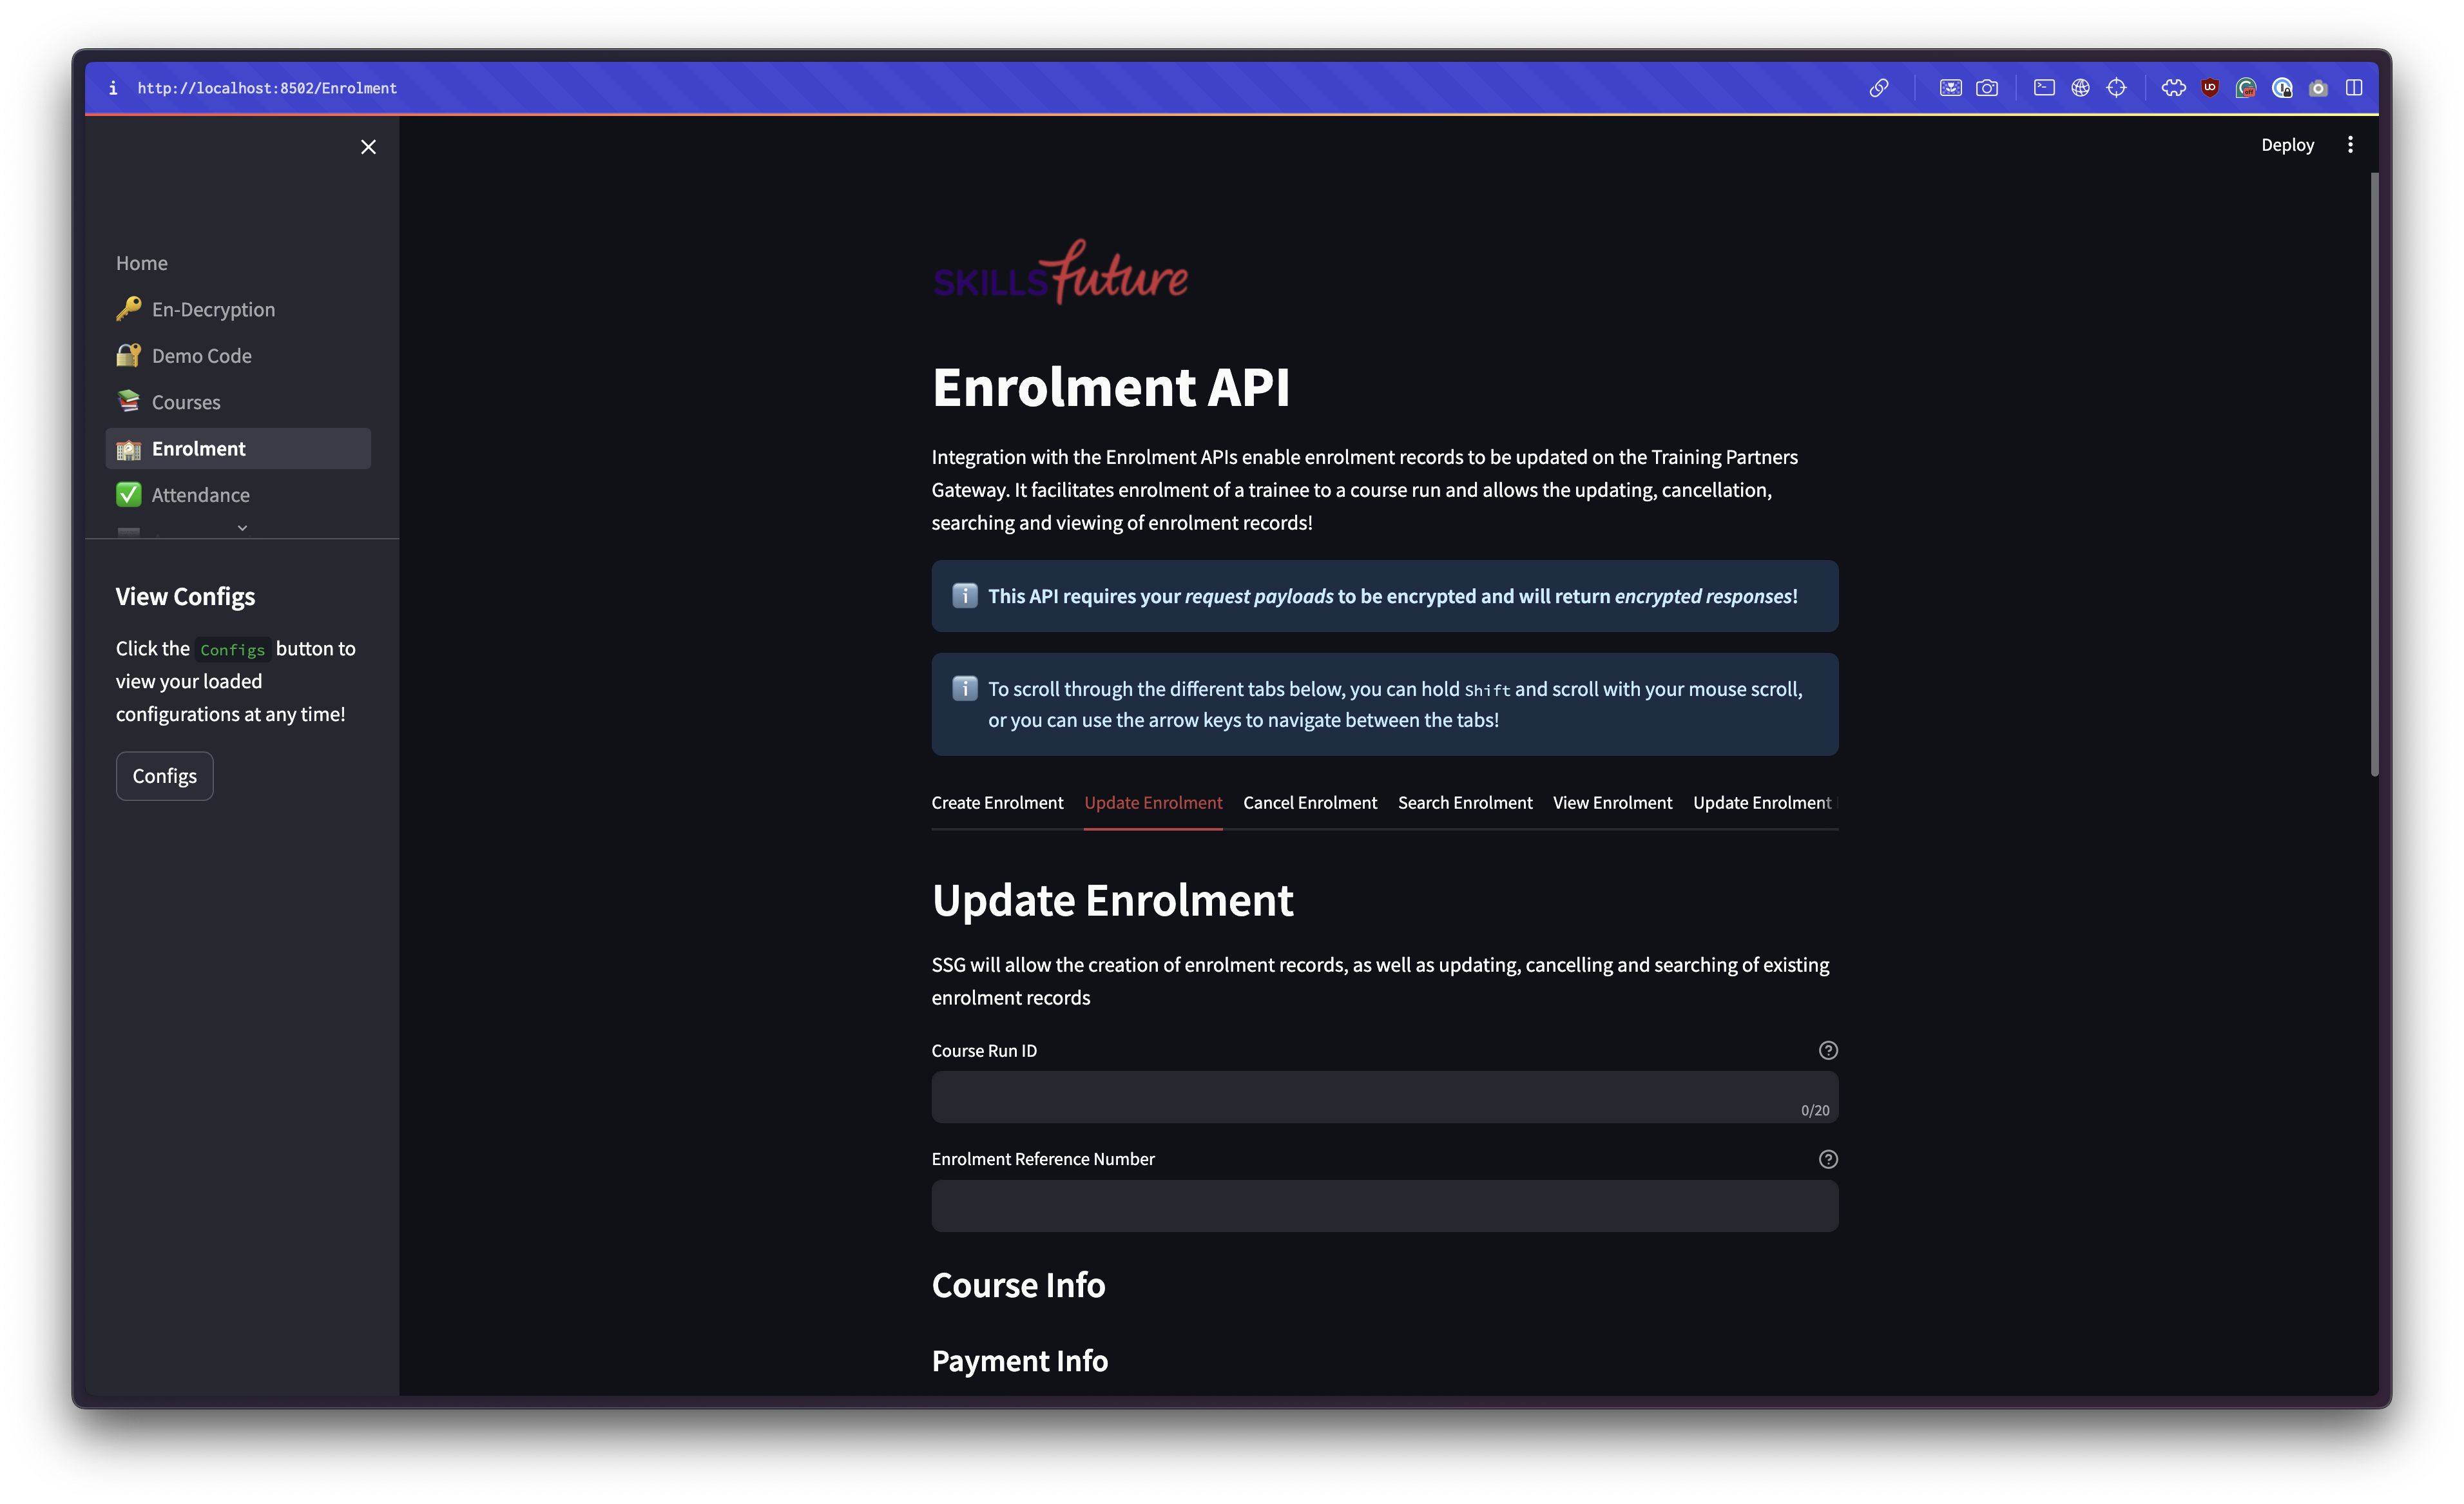 http://localhost:8502/Enrolment
Deploy
Home
En-Decryption
Demo Code
Courses
Enrolment
Attendance
View Configs
Click the Configs button to
view your loaded
configurations at any time!
Configs
SKILLSfuture
Enrolment API
Integration with the Enrolment APIs enable enrolment records to be updated on the Training Partners
Gateway. It facilitates enrolment of a trainee to a course run and allows the updating, cancellation,
searching and viewing of enrolment records!
This API requires your request payloads to be encrypted and will return encrypted responses!
To scroll through the different tabs below, you can hold Shift and scroll with your mouse scroll,
or you can use the arrow keys to navigate between the tabs!
Create Enrolment Update Enrolment Cancel Enrolment Search Enrolment View Enrolment Update Enrolment
Update Enrolment
SSG will allow the creation of enrolment records, as well as updating, cancelling and searching of existing
enrolment records
Course Run ID
0/20
Enrolment Reference Number
Course Info
Payment Info